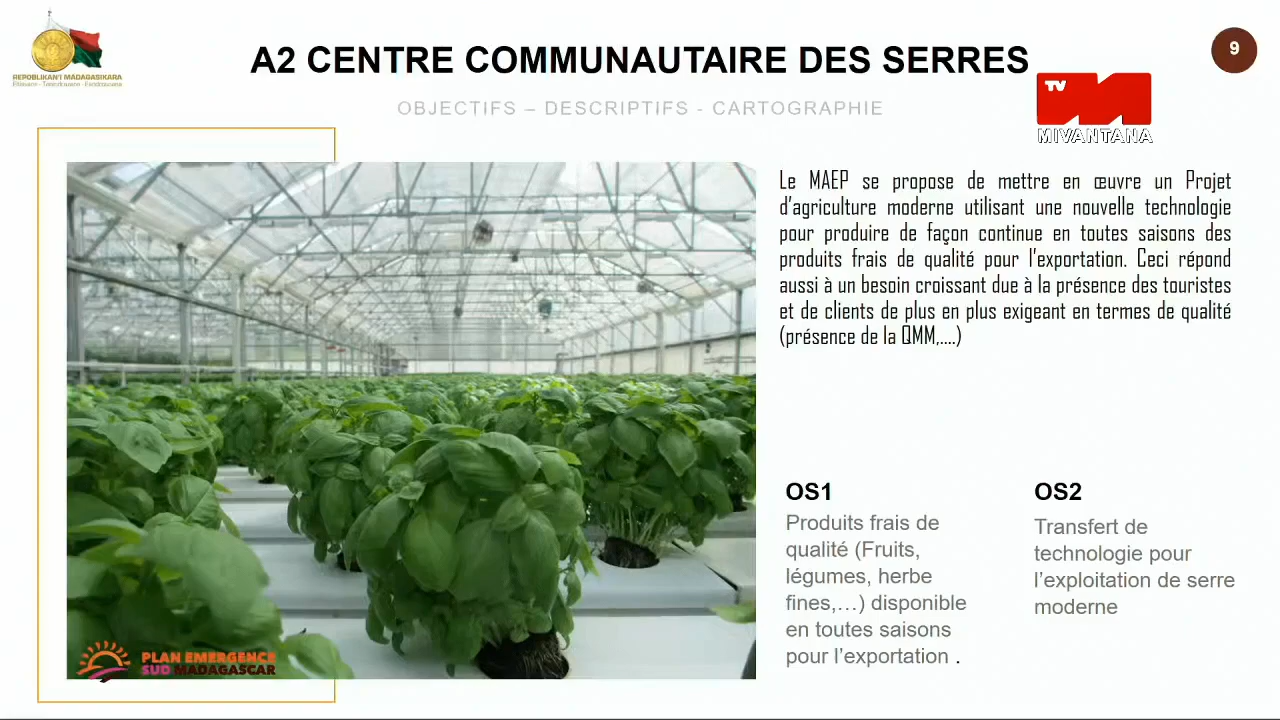 A2 CENTRE COMMUNAUTAIRE DES SERRES
9
REPOBLIKAN'I MADAGASIKARA
Fitiavana - Tanindrazana - Fandrosoana
OBJECTIFS – DESCRIPTIFS - CARTOGRAPHIE
TV
MIVANTANA
Le MAEP se propose de mettre en œuvre un Projet
d’agriculture moderne utilisant une nouvelle technologie
pour produire de façon continue en toutes saisons des
produits frais de qualité pour l’exportation. Ceci répond
aussi à un besoin croissant due à la présence des touristes
et de clients de plus en plus exigeant en termes de qualité
(présence de la QMM,….)
OS1
Produits frais de
qualité (Fruits,
légumes, herbe
fines,…) disponible
en toutes saisons
pour l’exportation .
OS2
Transfert de
technologie pour
l’exploitation de serre
moderne
PLAN EMERGENCE
SUD MADAGASCAR